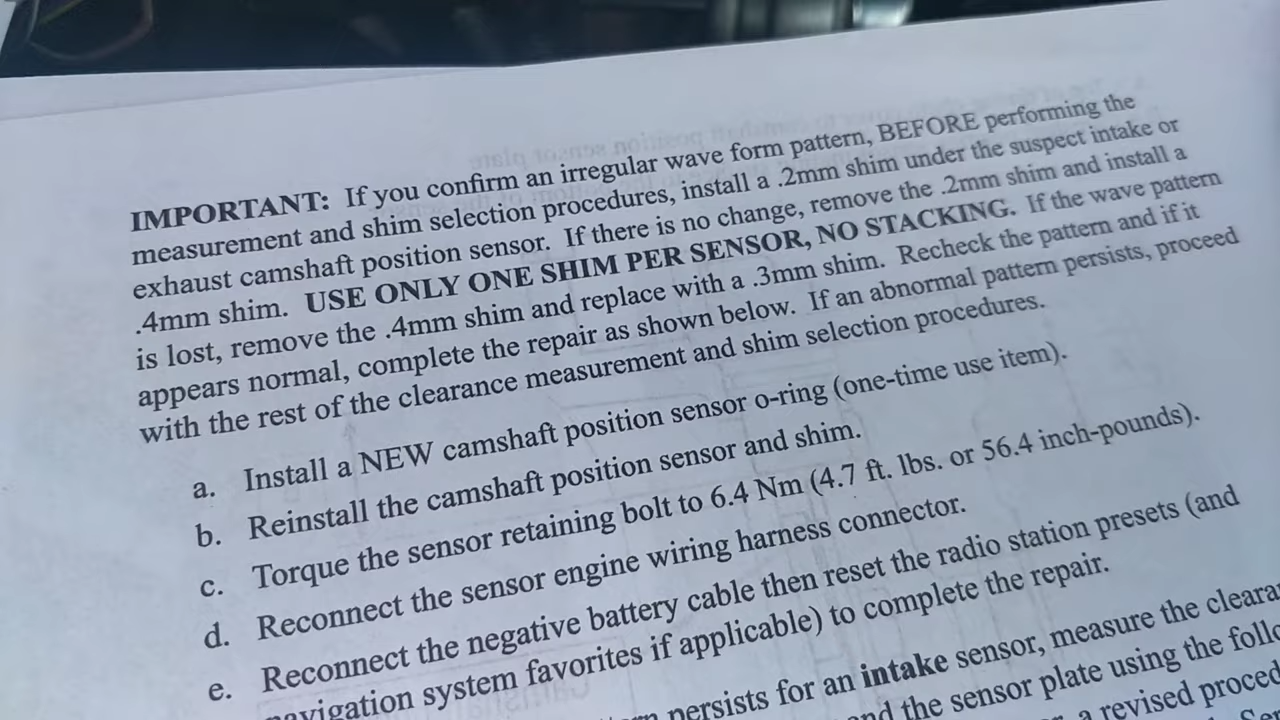 IMPORTANT: If you confirm an irregular wave form pattern, BEFORE performing the
measurement and shim selection procedures, install a .2mm shim under the suspect intake or
exhaust camshaft position sensor. If there is no change, remove the .2mm shim and install a
.4mm shim. USE ONLY ONE SHIM PER SENSOR, NO STACKING. If the wave pattern
is lost, remove the .4mm shim and replace with a .3mm shim. Recheck the pattern and if it
appears normal, complete the repair as shown below. If an abnormal pattern persists, proceed
with the rest of the clearance measurement and shim selection procedures.
a. Install a NEW camshaft position sensor o-ring (one-time use item).
b. Reinstall the camshaft position sensor and shim.
c. Torque the sensor retaining bolt to 6.4 Nm (4.7 ft. lbs. or 56.4 inch-pounds).
d. Reconnect the sensor engine wiring harness connector.
e. Reconnect the negative battery cable then reset the radio station presets (and
navigation system favorites if applicable) to complete the repair.
persists for an intake sensor, measure the
the sensor plate using the
a revised